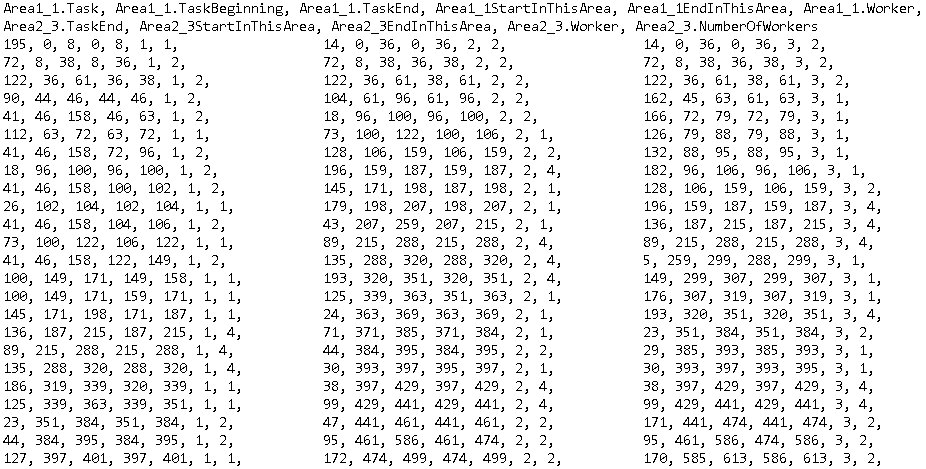 Area1_1.Task, Area1_1.TaskBeginning, Area1_1.TaskEnd, Area1_1StartInThisArea, Area1_1EndInThisArea, Area1_1.Worker,
Area2_3.TaskEnd, Area2_3StartInThisArea, Area2_3EndInThisArea, Area2_3.Worker, Area2_3.NumberOfWorkers
195, 0, 8, 0, 8, 1, 1, 14, 0, 36, 0, 36, 2, 2, 14, 0, 36, 0, 36, 3, 2,
72, 8, 38, 8, 36, 1, 2, 72, 8, 38, 36, 38, 2, 2, 72, 8, 38, 36, 38, 3, 2,
122, 36, 61, 36, 38, 1, 2, 122, 36, 61, 38, 61, 2, 2, 122, 36, 61, 38, 61, 3, 2,
90, 44, 46, 44, 46, 1, 2, 104, 61, 96, 61, 96, 2, 2, 162, 45, 63, 61, 63, 3, 1,
41, 46, 158, 46, 63, 1, 2, 18, 96, 100, 96, 100, 2, 2, 166, 72, 79, 72, 79, 3, 1,
112, 63, 72, 63, 72, 1, 1, 73, 100, 122, 100, 106, 2, 1, 126, 79, 88, 79, 88, 3, 1,
41, 46, 158, 72, 96, 1, 2, 128, 106, 159, 106, 159, 2, 2, 132, 88, 95, 88, 95, 3, 1,
18, 96, 100, 96, 100, 1, 2, 196, 159, 187, 159, 187, 2, 4, 182, 96, 106, 96, 106, 3, 1,
41, 46, 158, 100, 102, 1, 2, 145, 171, 198, 187, 198, 2, 1, 128, 106, 159, 106, 159, 3, 2,
26, 102, 104, 102, 104, 1, 1, 179, 198, 207, 198, 207, 2, 1, 196, 159, 187, 159, 187, 3, 4,
41, 46, 158, 104, 106, 1, 2, 43, 207, 259, 207, 215, 2, 1, 136, 187, 215, 187, 215, 3, 4,
73, 100, 122, 106, 122, 1, 1, 89, 215, 288, 215, 288, 2, 4, 89, 215, 288, 215, 288, 3, 4,
41, 46, 158, 122, 149, 1, 2, 135, 288, 320, 288, 320, 2, 4, 5, 259, 299, 288, 299, 3, 1,
100, 149, 171, 149, 158, 1, 1, 193, 320, 351, 320, 351, 2, 4, 149, 299, 307, 299, 307, 3, 1,
100, 149, 171, 159, 171, 1, 1, 125, 339, 363, 351, 363, 2, 1, 176, 307, 319, 307, 319, 3, 1,
145, 171, 198, 171, 187, 1, 1, 24, 363, 369, 363, 369, 2, 1, 193, 320, 351, 320, 351, 3, 4,
136, 187, 215, 187, 215, 1, 4, 71, 371, 385, 371, 384, 2, 1, 23, 351, 384, 351, 384, 3, 2,
89, 215, 288, 215, 288, 1, 4, 44, 384, 395, 384, 395, 2, 2, 29, 385, 393, 385, 393, 3, 1,
135, 288, 320, 288, 320, 1, 4, 30, 393, 397, 395, 397, 2, 1, 30, 393, 397, 393, 395, 3, 1,
186, 319, 339, 320, 339, 1, 1, 38, 397, 429, 397, 429, 2, 4, 38, 397, 429, 397, 429, 3, 4,
125, 339, 363, 339, 351, 1, 1, 99, 429, 441, 429, 441, 2, 4, 99, 429, 441, 429, 441, 3, 4,
23, 351, 384, 351, 384, 1, 2, 47, 441, 461, 441, 461, 2, 2, 171, 441, 474, 441, 474, 3, 2,
44, 384, 395, 384, 395, 1, 2, 95, 461, 586, 461, 474, 2, 2, 95, 461, 586, 474, 586, 3, 2,
127, 397, 401, 397, 401, 1, 1, 172, 474, 499, 474, 499, 2, 2, 170, 585, 613, 586, 613, 3, 2,